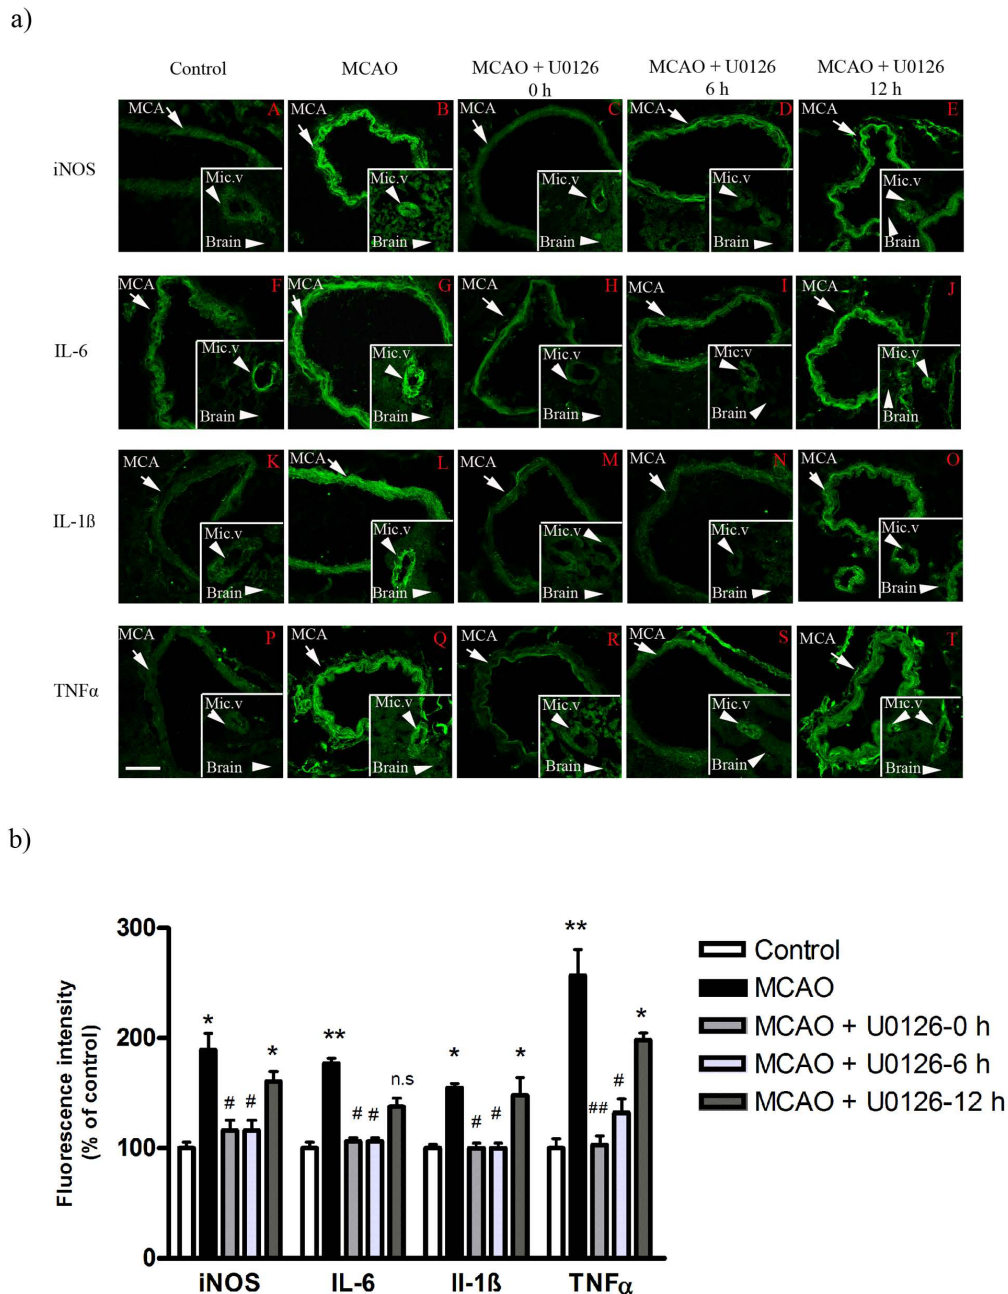 a)
Control MCAO MCAO + U0126 0 h MCAO + U0126 6 h MCAO + U0126 12 h
iNOS
MCA A MCA B MCA C MCA D MCA E
Mic.v Mic.v Mic.v Mic.v Mic.v
Brain Brain Brain Brain Brain
IL-6
MCA F MCA G MCA H MCA I MCA J
Mic.v Mic.v Mic.v Mic:v Mic.v
Brain Brain Brain Brain Brain
IL-1ß
MCA K MCA L MCA M MCA N MCA O
Mic.v Mic.v Mic.v Mic.v Mic.v
Brain Brain Brain Brain Brain
TNFα
MCA P MCA Q MCA R MCA S MCA T
Mic.v Mic.v Mic.v Mic.v Mic.v
Brain Brain Brain Brain Brain
b)
Fluorescence intensity
(% of control)
300
200
100
0
* # # *
** # # n.s
* # # *
** ## # *
iNOS IL-6 Il-1ß TNFα
Control
MCAO
MCAO + U0126-0 h
MCAO + U0126-6 h
MCAO + U0126-12 h